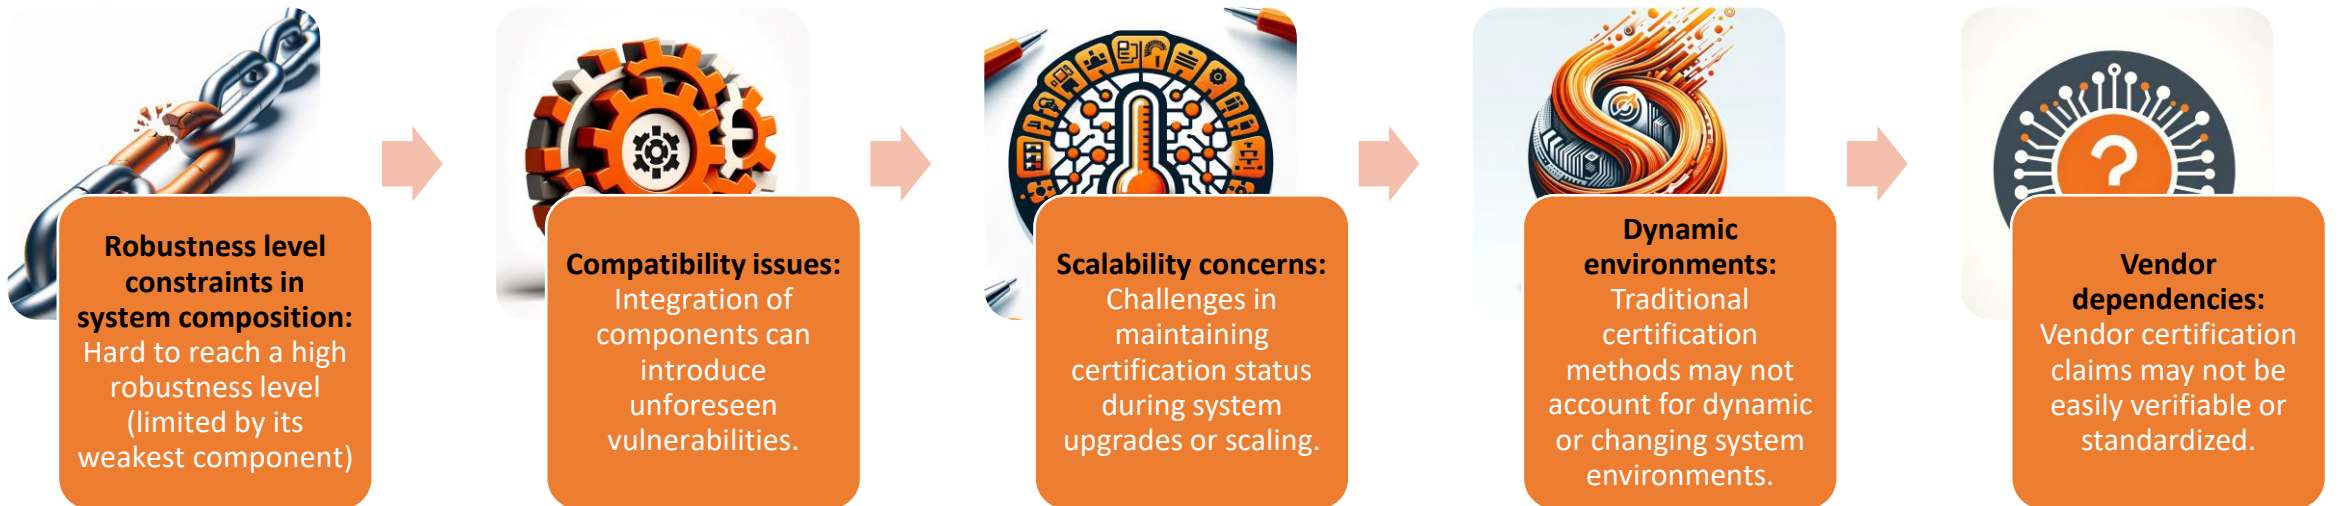 Robustness level
constraints in
system composition:
Hard to reach a high
robustness level
(limited by its
weakest component)
Compatibility issues:
Integration of
components can
introduce
unforeseen
vulnerabilities.
Scalability concerns:
Challenges in
maintaining
certification status
during system
upgrades or scaling.
Dynamic
environments:
Traditional
certification
methods may not
account for dynamic
or changing system
environments.
Vendor
dependencies:
Vendor certification
claims may not be
easily verifiable or
standardized.
?